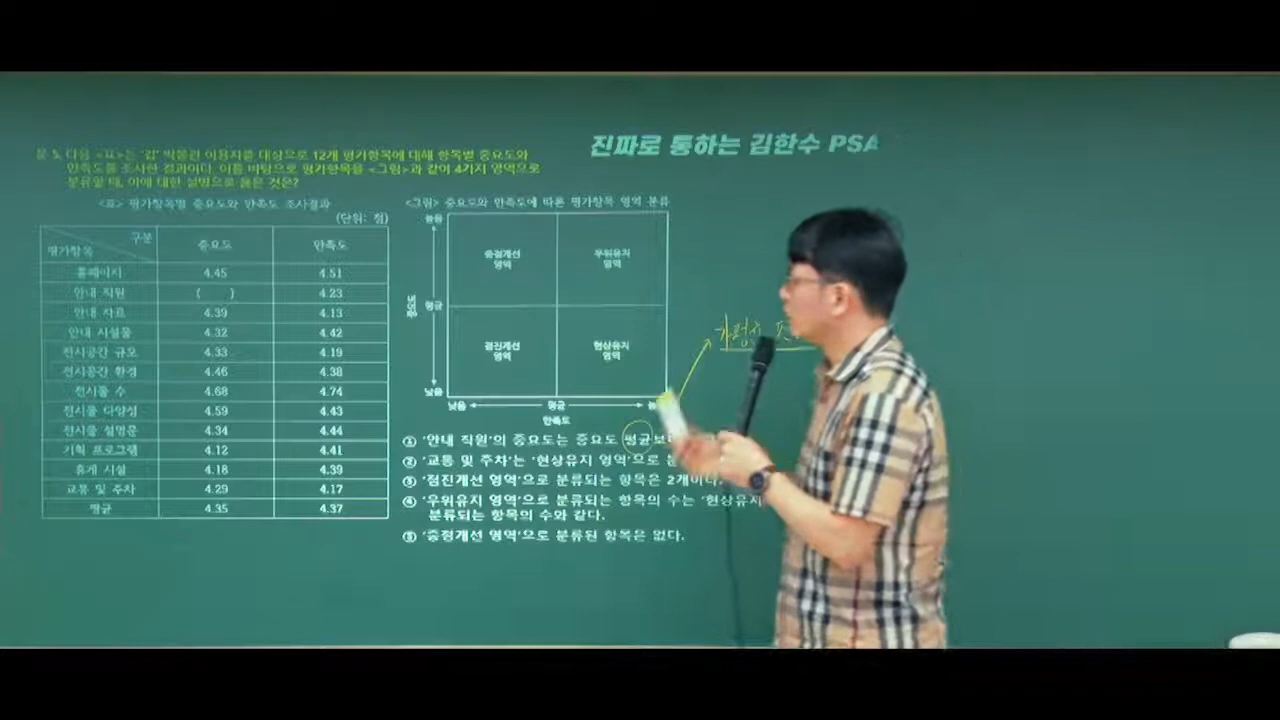 진파로 통하는 김한수 PSA
문 5. 다음 <표>는 '갑' 박물관 이용자를 대상으로 12개 평가항목에 대해 항목별 중요도와
만족도를 조사한 결과이다. 이를 바탕으로 평가항목을 <그림>과 같이 4가지 영역으로
분류할 때, 이에 대한 설명으로 옳은 것은?
<표> 평가항목별 중요도와 만족도 조사결과
(단위: 점)
구분
평가항목 중요도 만족도
홈페이지 4.45 4.51
안내 직원 ( ) 4.23
안내 자료 4.39 4.13
안내 시설물 4.32 4.42
전시공간 규모 4.33 4.19
전시공간 환경 4.46 4.38
전시물 수 4.68 4.74
전시물 다양성 4.59 4.43
전시물 설명문 4.34 4.44
기획 프로그램 4.12 4.41
휴게 시설 4.18 4.39
교통 및 주차 4.29 4.17
평균 4.35 4.37
<그림> 중요도와 만족도에 따른 평가항목 영역 분류
높음
중점개선 영역
우위유지 영역
중요도
평균
점진개선 영역
현상유지 영역
낮음
낮음 평균 높
만족도
① '안내 직원'의 중요도는 중요도 평균보
② '교통 및 주차'는 '현상유지 영역'으로 분
③ '점진개선 영역'으로 분류되는 항목은 2개이다.
④ '우위유지 영역'으로 분류되는 항목의 수는 '현상유지
분류되는 항목의 수와 같다.
⑤ '중점개선 영역'으로 분류된 항목은 없다.